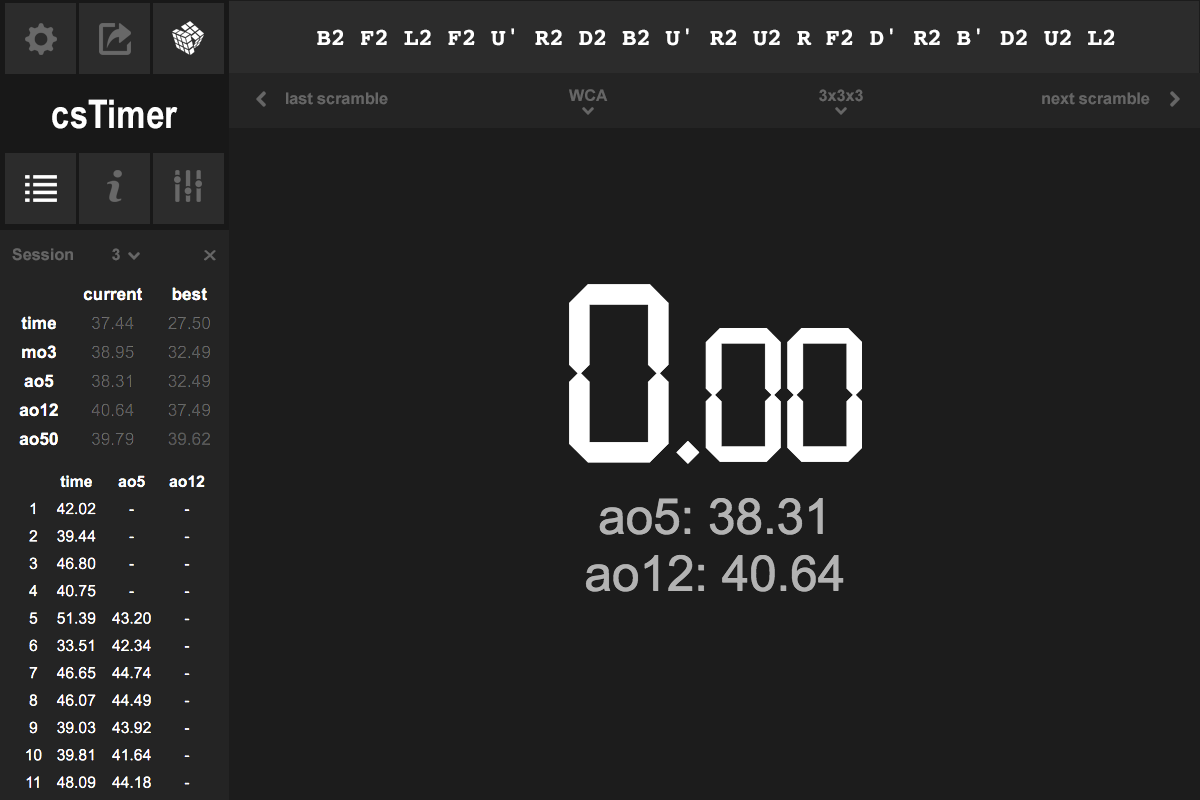 B2 F2 L2 F2 U' R2 D2 B2 U' R2 U2 R F2 D' R2 B' D2 U2 L2
last scramble WCA 3x3x3 next scramble
csTimer
i
Session 3 ×
current best
time 37.44 27.50
mo3 38.95 32.49
ao5 38.31 32.49
ao12 40.64 37.49
ao50 39.79 39.62
time ao5 ao12
1 42.02 - -
2 39.44 - -
3 46.80 - -
4 40.75 - -
5 51.39 43.20 -
6 33.51 42.34 -
7 46.65 44.74 -
8 46.07 44.49 -
9 39.03 43.92 -
10 39.81 41.64 -
11 48.09 44.18 -
0.00
ao5: 38.31
ao12: 40.64